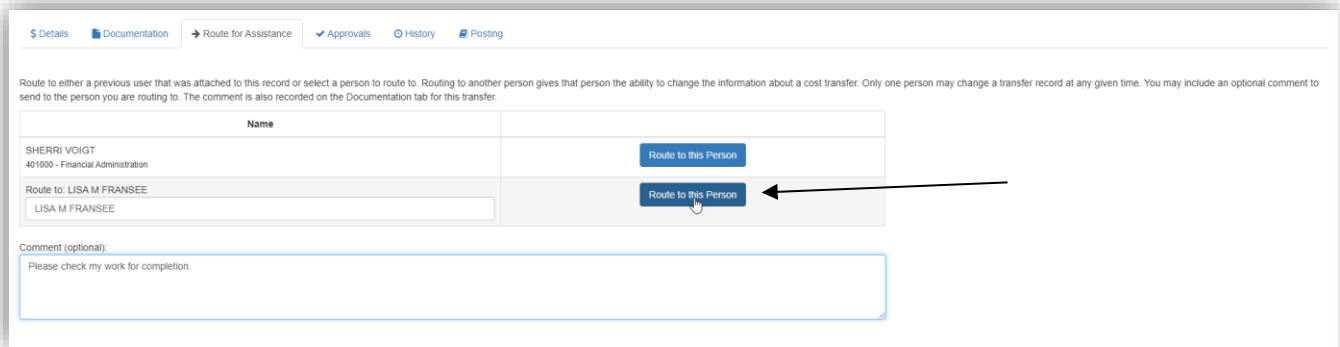 $ Details Documentation Route for Assistance Approvals History Posting
Route to either a previous user that was attached to this record or select a person to route to. Routing to another person gives that person the ability to change the information about a cost transfer. Only one person may change a transfer record at any given time. You may include an optional comment to
send to the person you are routing to. The comment is also recorded on the Documentation tab for this transfer.
Name
SHERRI VOIGT
401000 - Financial Administration
Route to this Person
Route to: LISA M FRANSEE
LISA M FRANSEE
Route to this Person
Comment (optional):
Please check my work for completion.